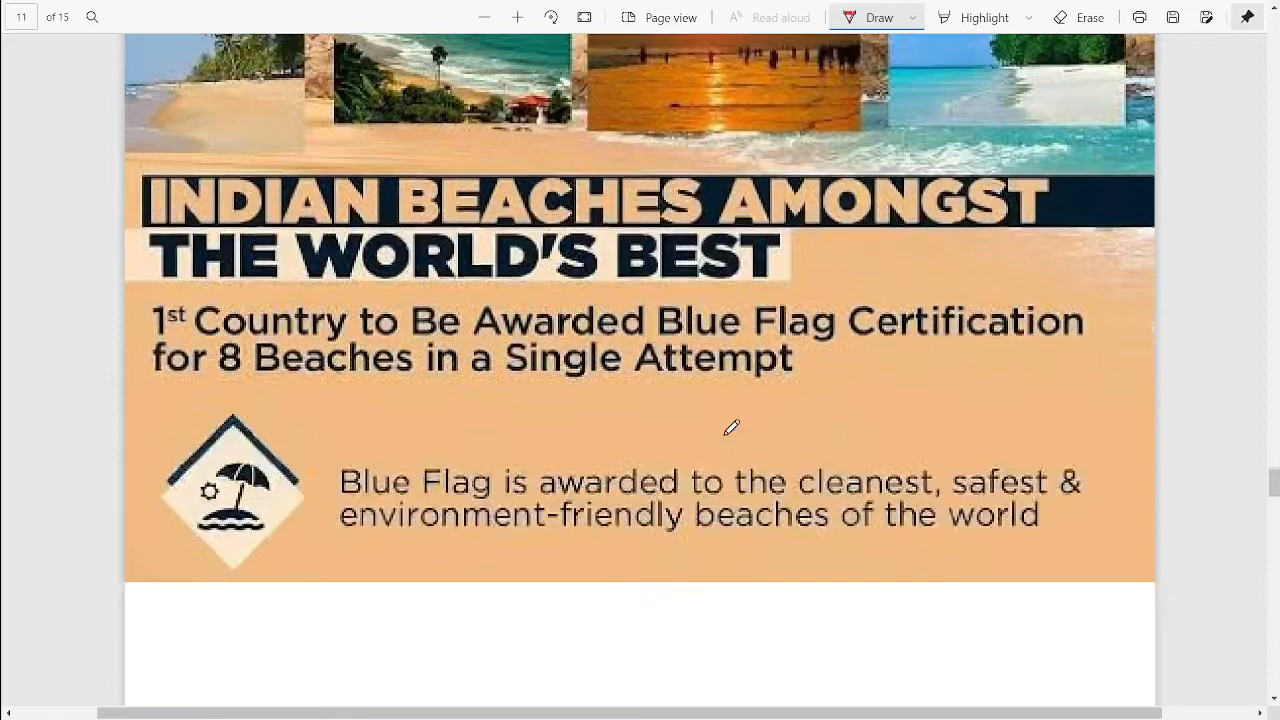 11 of 15 Page view Read aloud Draw Highlight Erase
INDIAN BEACHES AMONGST
THE WORLD'S BEST
1st Country to Be Awarded Blue Flag Certification
for 8 Beaches in a Single Attempt
Blue Flag is awarded to the cleanest, safest &
environment-friendly beaches of the world